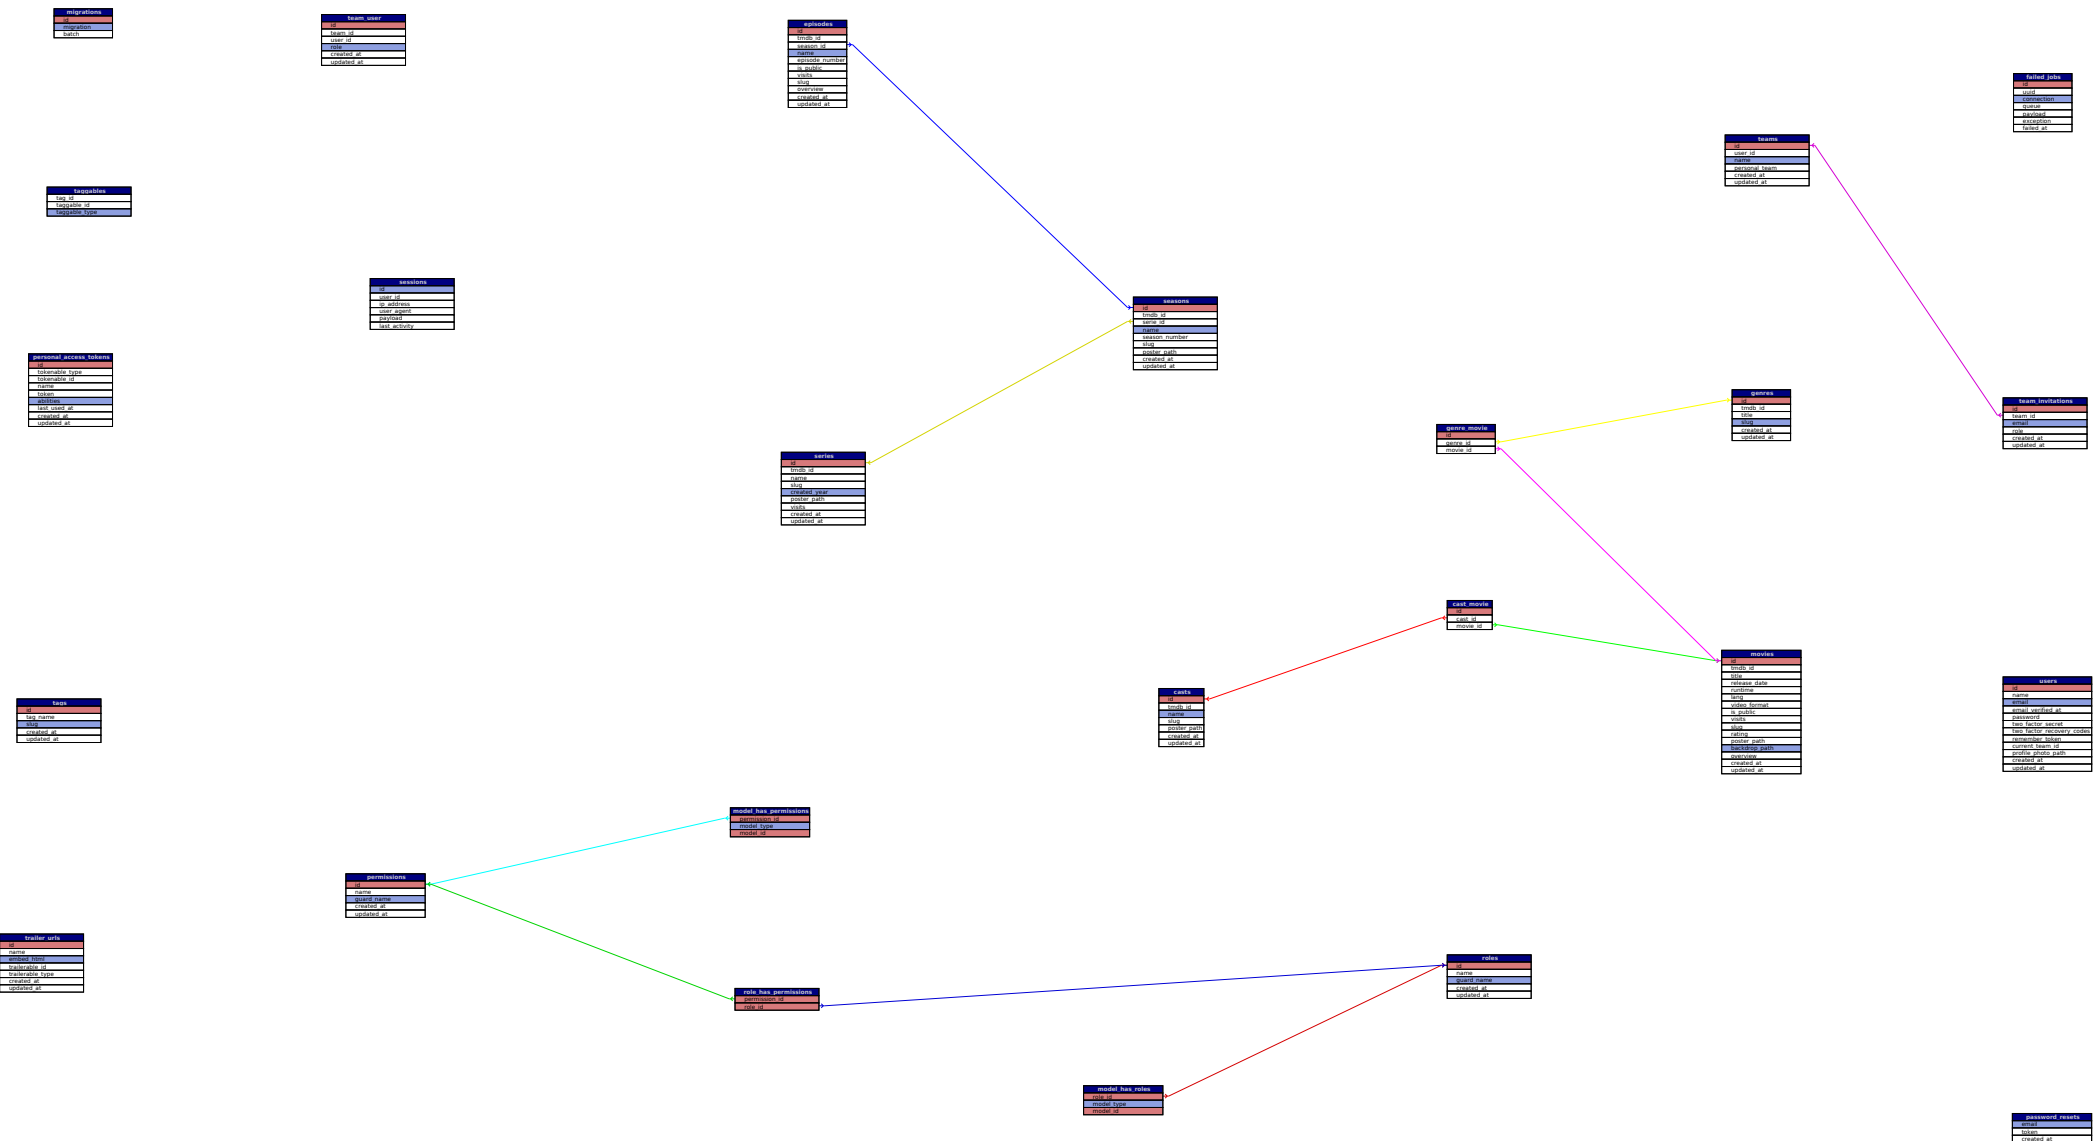 migrations
id
migration
batch
team_user
id
team_id
user_id
role
created_at
updated_at
episodes
id
tmdb_id
season_id
name
episode_number
is_public
visits
slug
overview
created_at
updated_at
failed_jobs
id
uuid
connection
queue
payload
exception
failed_at
teams
id
user_id
name
personal_team
created_at
updated_at
taggables
tag_id
taggable_id
taggable_type
sessions
id
user_id
ip_address
user_agent
payload
last_activity
seasons
id
tmdb_id
serie_id
name
season_number
slug
poster_path
created_at
updated_at
personal_access_tokens
id
tokenable_type
tokenable_id
name
token
abilities
last_used_at
created_at
updated_at
genres
id
tmdb_id
title
slug
created_at
updated_at
team_invitations
id
team_id
email
role
created_at
updated_at
genre_movie
id
genre_id
movie_id
series
id
tmdb_id
name
slug
created_year
poster_path
visits
created_at
updated_at
cast_movie
id
cast_id
movie_id
movies
id
tmdb_id
title
release_date
runtime
lang
video_format
is_public
visits
slug
rating
poster_path
backdrop_path
overview
created_at
updated_at
users
id
name
email
email_verified_at
password
two_factor_secret
two_factor_recovery_codes
remember_token
current_team_id
profile_photo_path
created_at
updated_at
casts
id
tmdb_id
name
slug
poster_path
created_at
updated_at
tags
id
tag_name
slug
created_at
updated_at
model_has_permissions
permission_id
model_type
model_id
permissions
id
name
guard_name
created_at
updated_at
trailer_urls
id
name
embed_html
trailerable_id
trailerable_type
created_at
updated_at
role_has_permissions
permission_id
role_id
roles
id
name
guard_name
created_at
updated_at
model_has_roles
role_id
model_type
model_id
password_resets
email
token
created_at